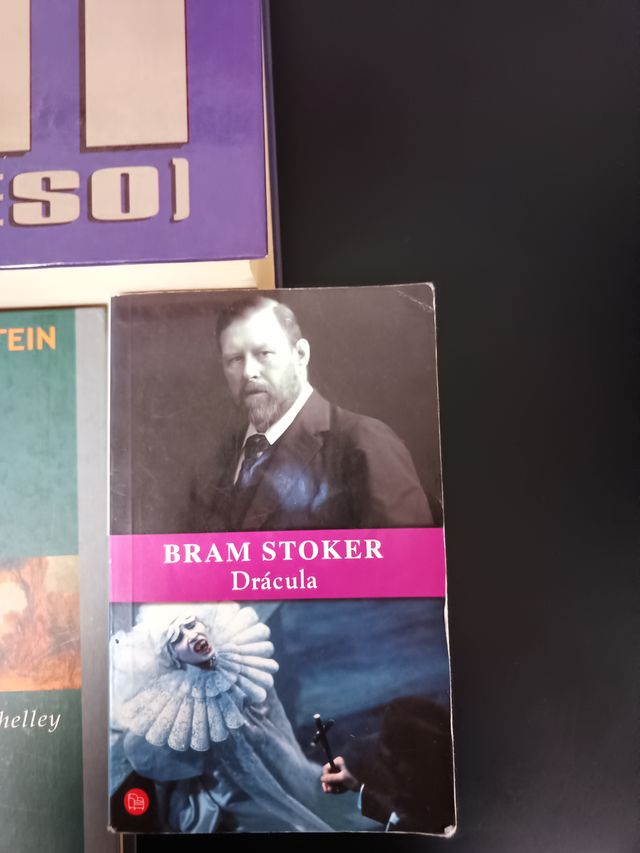 ESO)
TEIN
BRAM STOKER
Drácula
helley